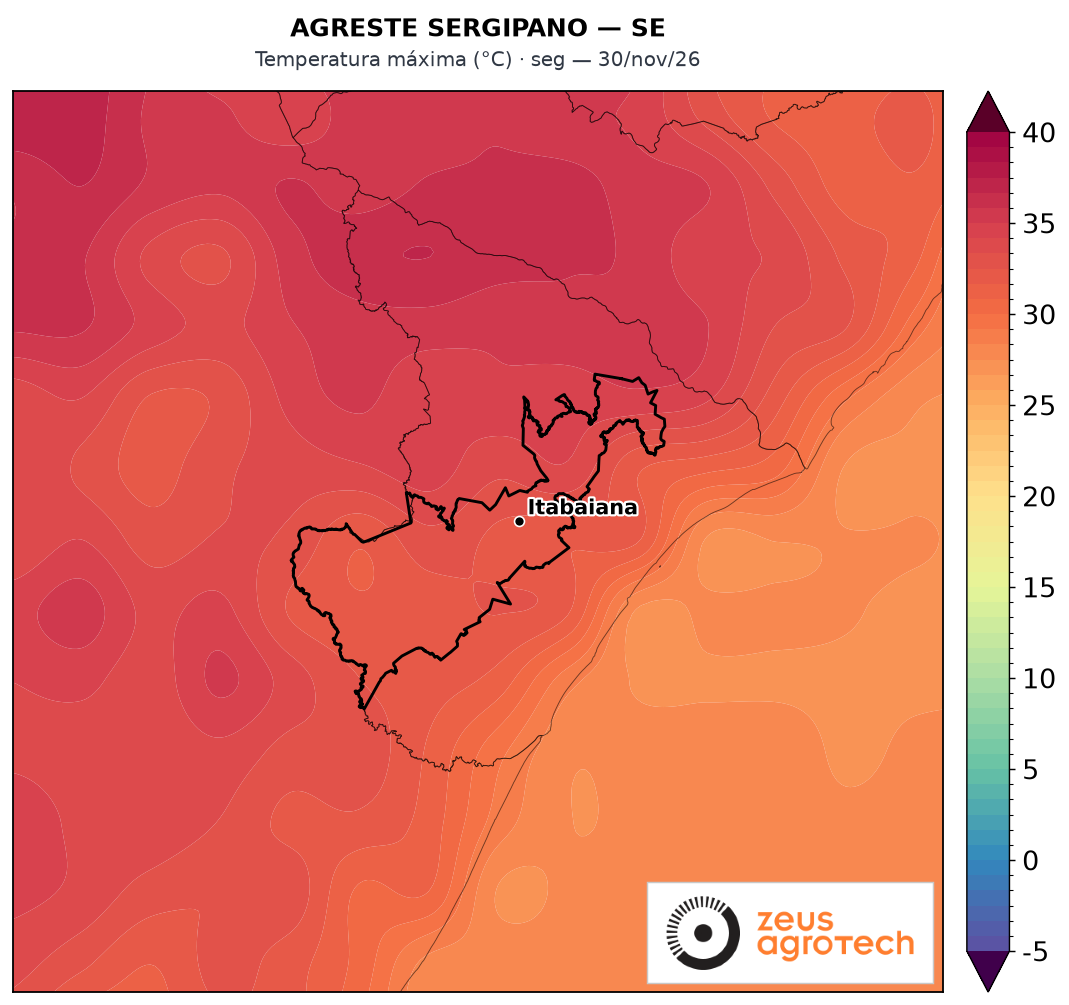 AGRESTE SERGIPANO — SE
Temperatura máxima (°C) · seg — 30/nov/26
40
35
30
25
20
15
10
5
0
-5
Itabaiana
zeus
agrotech